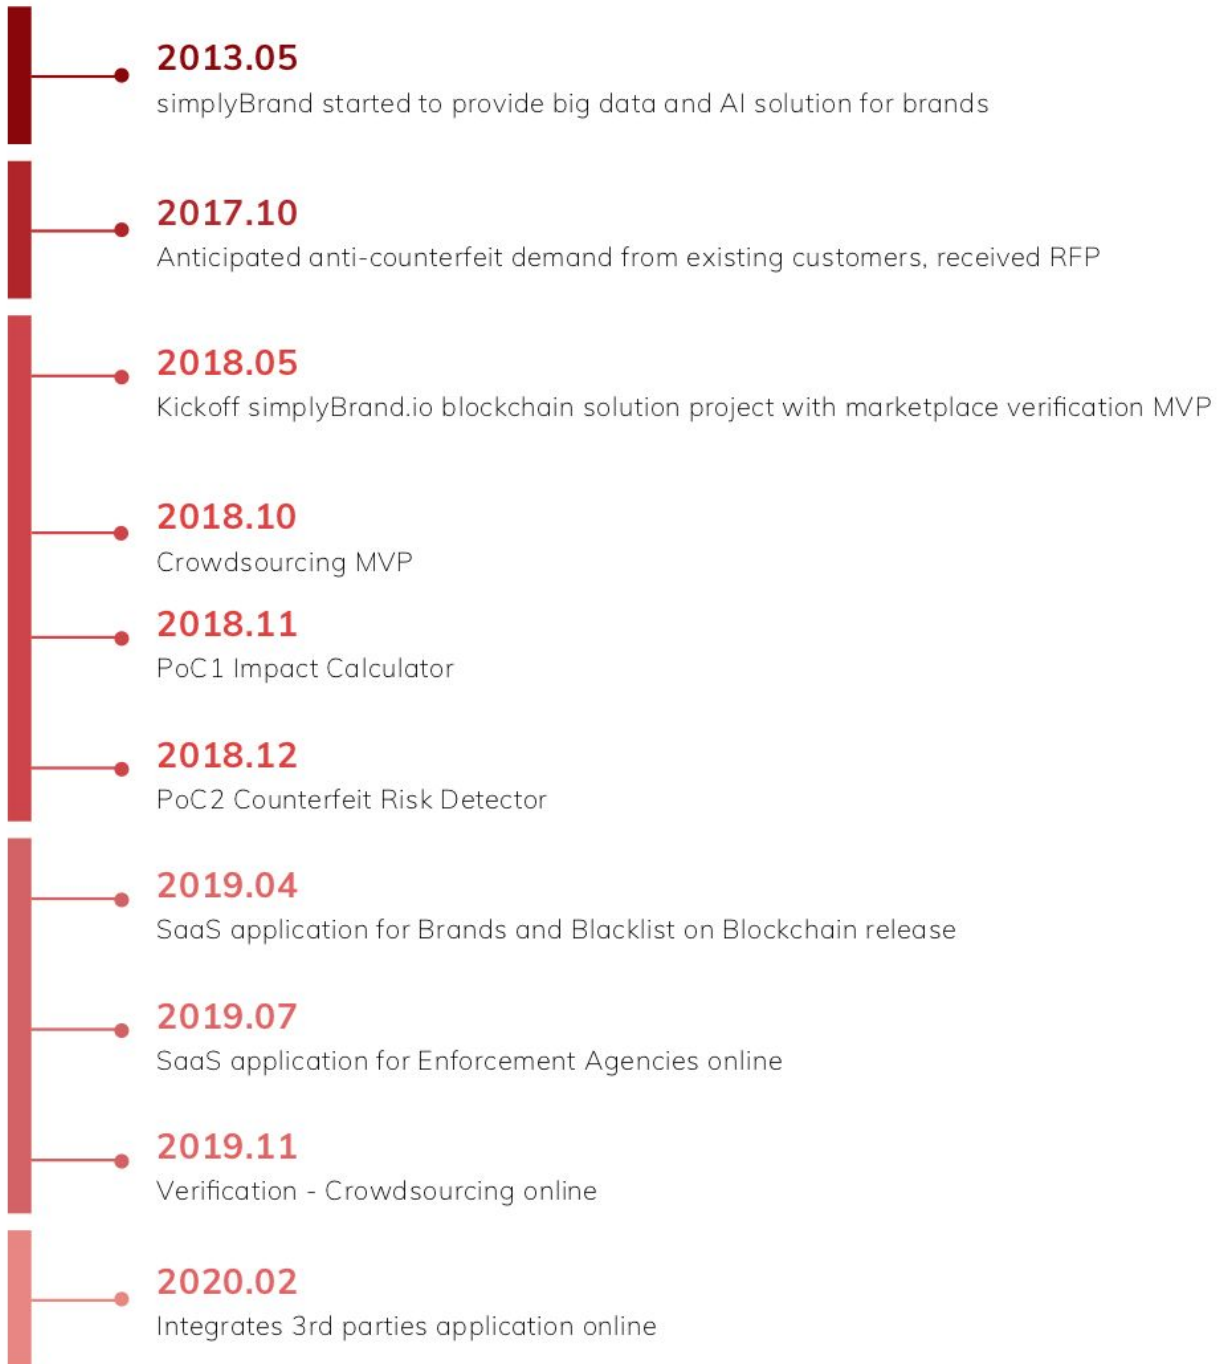 2013.05
simplyBrand started to provide big data and AI solution for brands
2017.10
Anticipated anti-counterfeit demand from existing customers, received RFP
2018.05
Kickoff simplyBrand.io blockchain solution project with marketplace verification MVP
2018.10
Crowdsourcing MVP
2018.11
PoC1 Impact Calculator
2018.12
PoC2 Counterfeit Risk Detector
2019.04
SaaS application for Brands and Blacklist on Blockchain release
2019.07
SaaS application for Enforcement Agencies online
2019.11
Verification - Crowdsourcing online
2020.02
Integrates 3rd parties application online